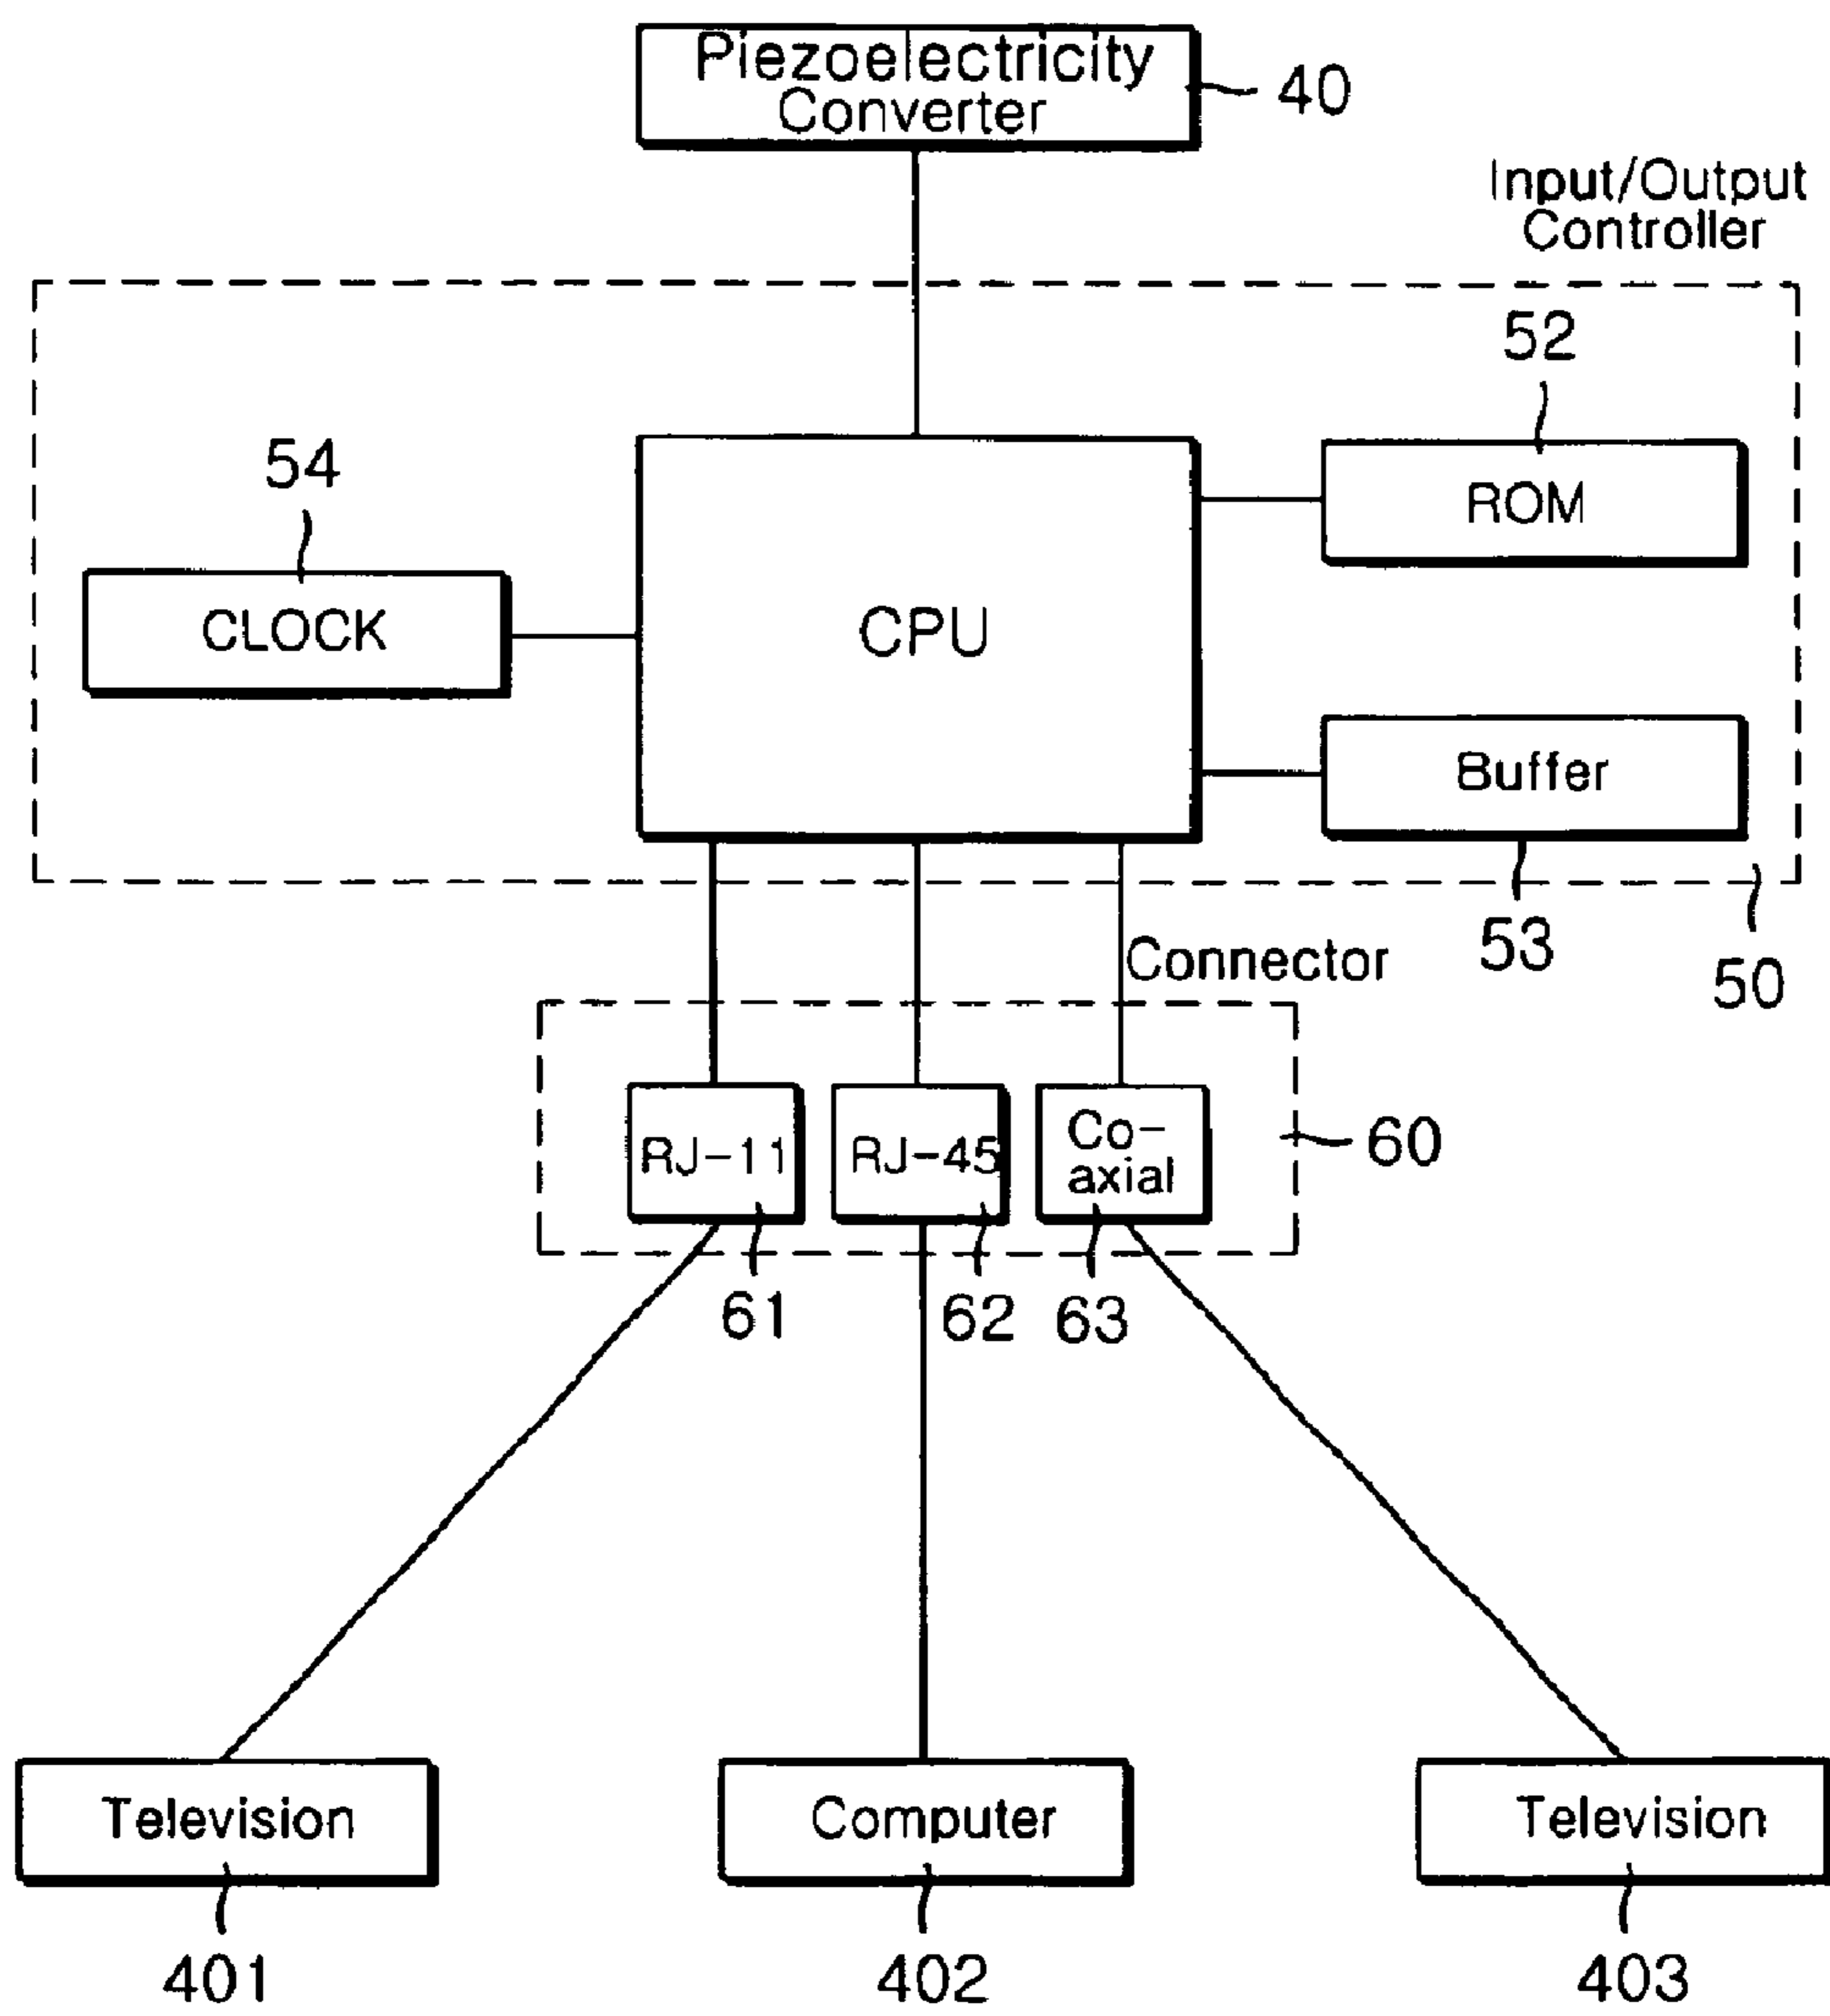 Piezoelectricity
Converter
40
Input/Output
Controller
52
54
ROM
CLOCK
CPU
Buffer
53
Connector
50
RJ-11
RJ-45
Co-
axial
60
61
62
63
Television
Computer
Television
401
402
403